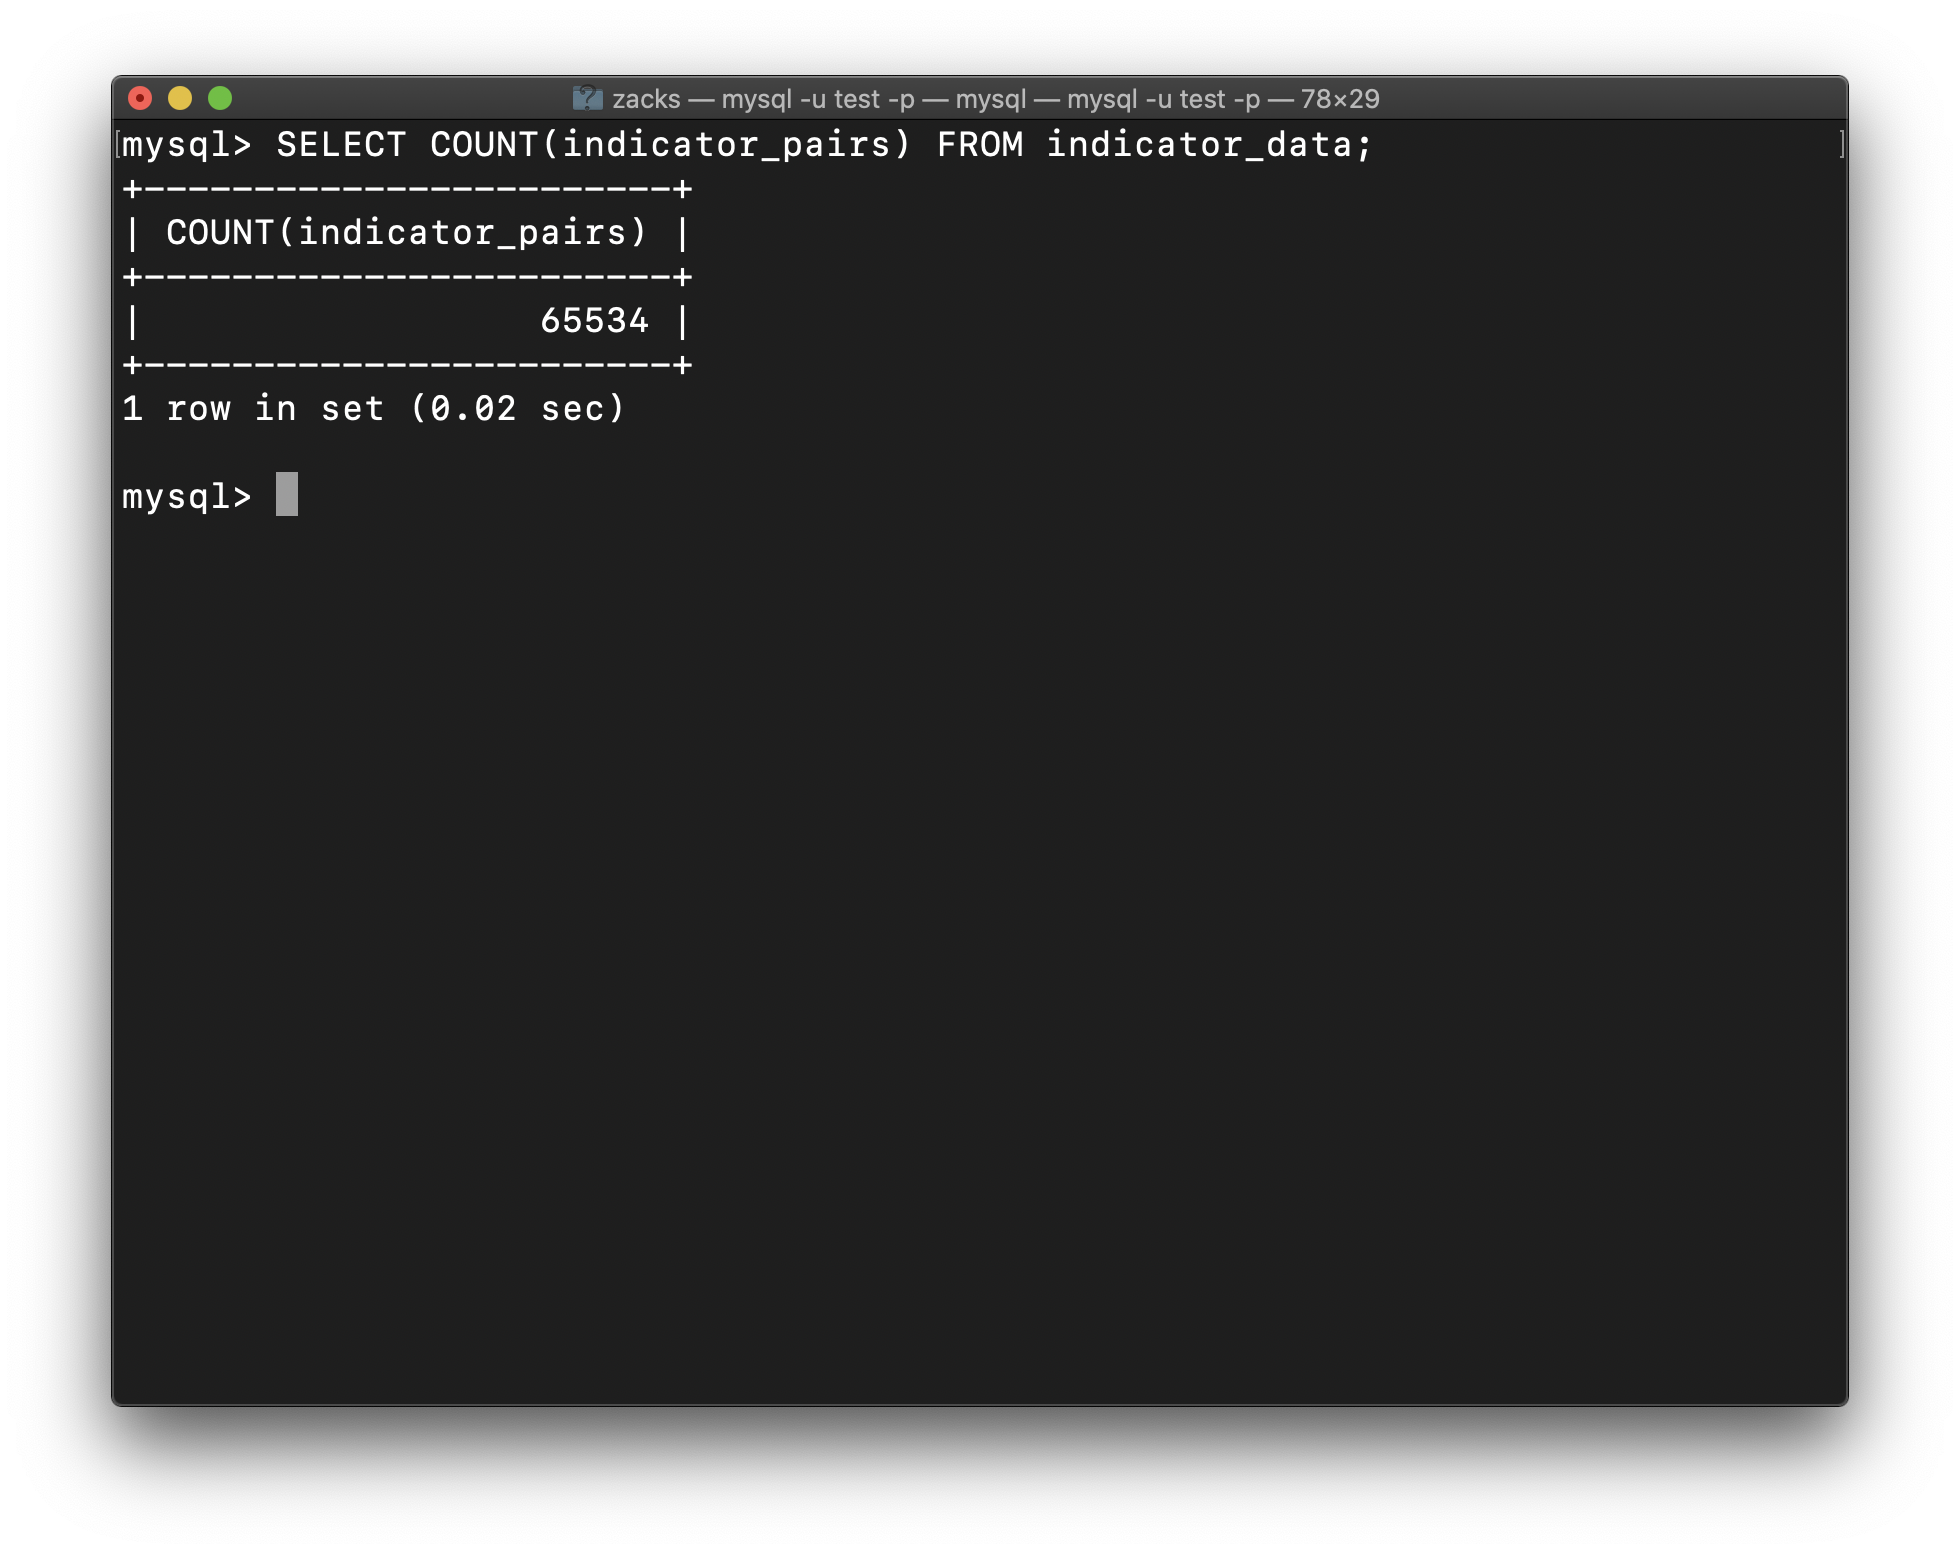 zacks — mysql -u test -p — mysql — mysql -u test -p — 78×29
[mysql> SELECT COUNT(indicator_pairs) FROM indicator_data; ]
+------------------------+
| COUNT(indicator_pairs) |
+------------------------+
|                  65534 |
+------------------------+
1 row in set (0.02 sec)
mysql>